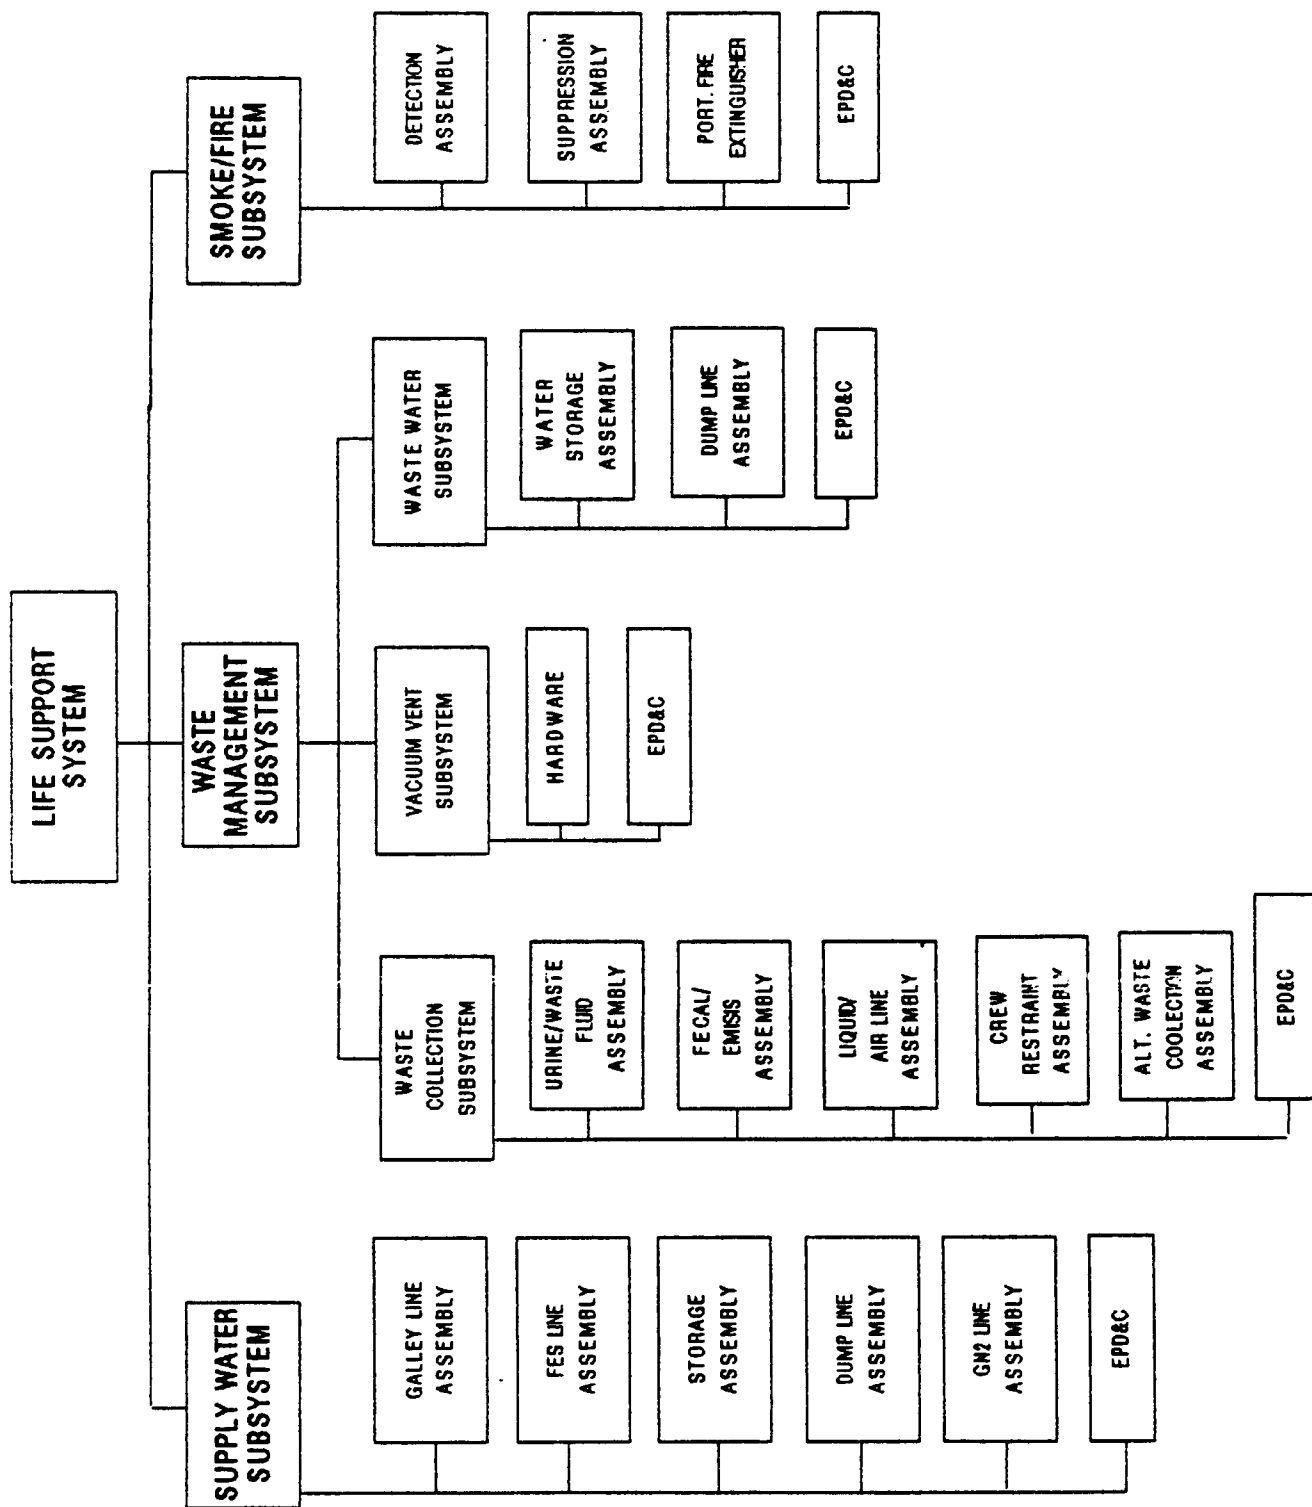 LIFE SUPPORT
SYSTEM
SUPPLY WATER
SUBSYSTEM
GALLEY LINE
ASSEMBLY
FES LINE
ASSEMBLY
STORAGE
ASSEMBLY
DUMP LINE
ASSEMBLY
GN2 LINE
ASSEMBLY
EPD&C
WASTE
MANAGEMENT
SUBSYSTEM
WASTE
COLLECTION
SUBSYSTEM
URINE/WASTE
FLUID
ASSEMBLY
FECAL/
EMISIS
ASSEMBLY
LIQUID/
AIR LINE
ASSEMBLY
CREW
RESTRAINT
ASSEMBLY
ALT. WASTE
COOLECTION
ASSEMBLY
EPD&C
VACUUM VENT
SUBSYSTEM
HARDWARE
EPD&C
WASTE WATER
SUBSYSTEM
WATER
STORAGE
ASSEMBLY
DUMP LINE
ASSEMBLY
EPD&C
SMOKE/FIRE
SUBSYSTEM
DETECTION
ASSEMBLY
SUPPRESSION
ASSEMBLY
PORT. FIRE
EXTINGUISHER
EPD&C